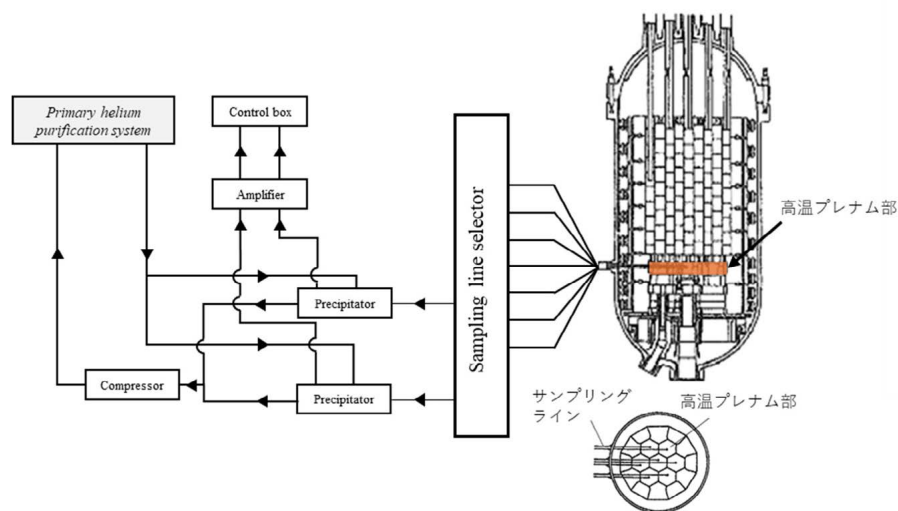 Primary helium
purification system
Control box
Amplifier
Precipitator
Compressor
Precipitator
Sampling line selector
高温プレナム部
サンプリング
ライン
高温プレナム部